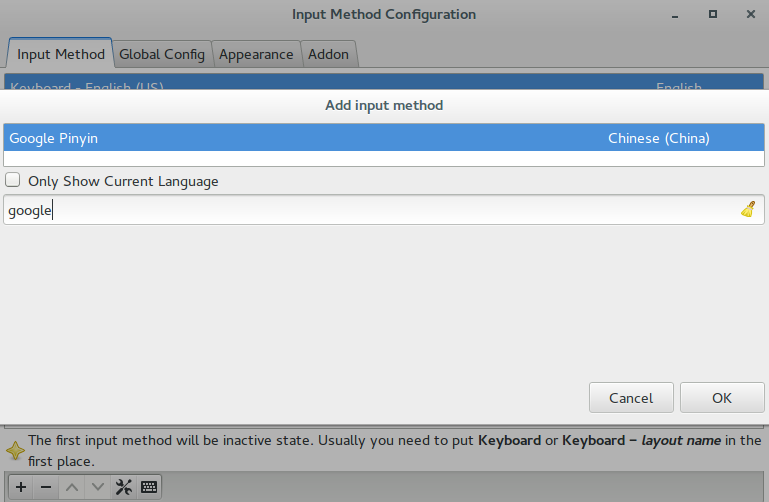 Input Method Configuration
Input Method Global Config Appearance Addon
Keyboard - English (US) English
Add input method
Google Pinyin Chinese (China)
Only Show Current Language
google
Cancel OK
The first input method will be inactive state. Usually you need to put Keyboard or Keyboard - layout name in the
first place.